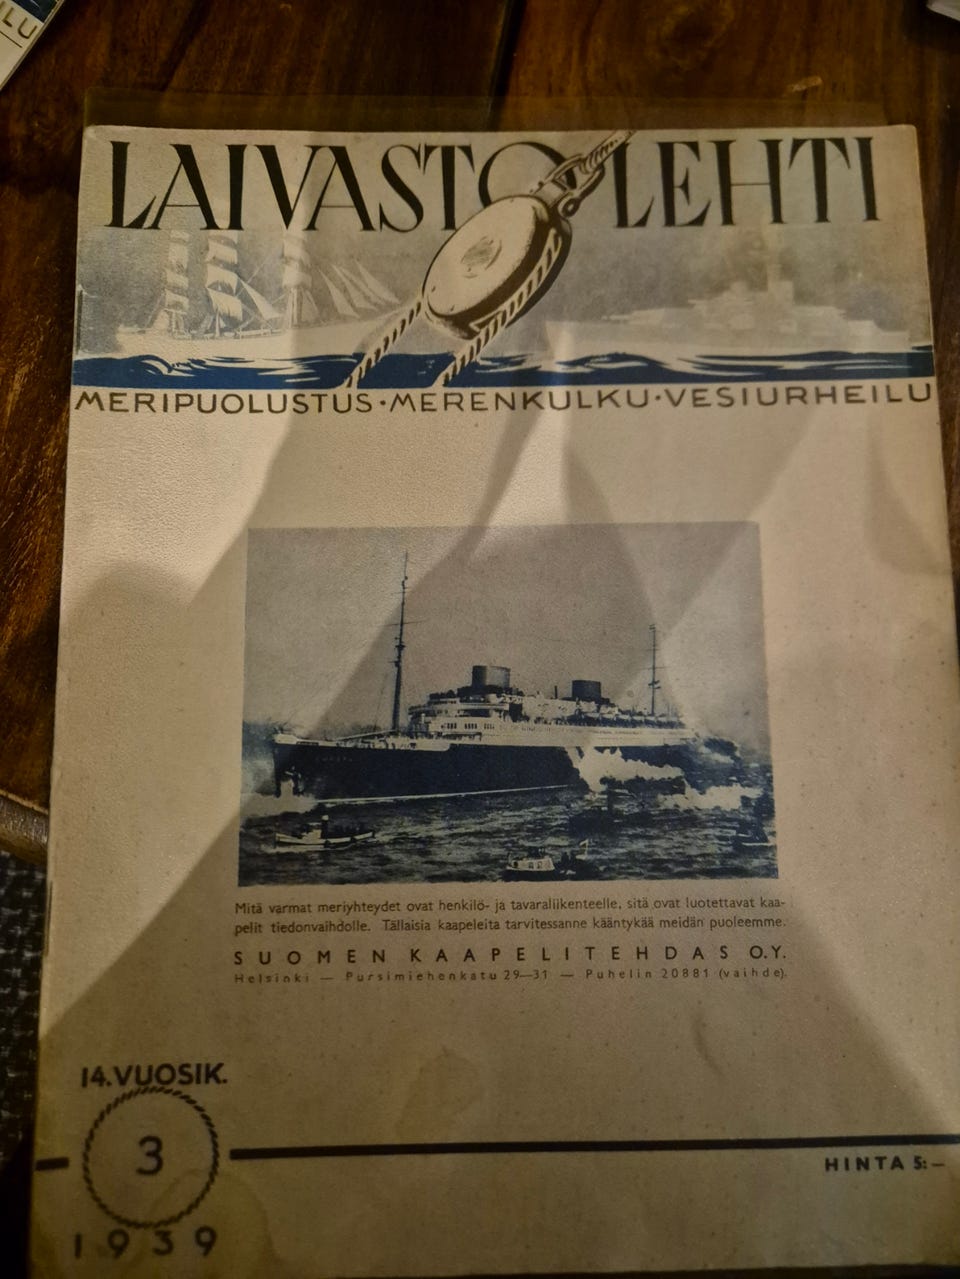 ILU
LAIVASTOLEHTI
MERIPUOLUSTUS·MERENKULKU·VESIURHEILU
Mitä varmat meriyhteydet ovat henkilö- ja tavaraliikenteelle, sitä ovat luotettavat kaa-
pelit tiedonvaihdolle. Tällaisia kaapeleita tarvitessanne kääntykää meidän puoleemme.
SUOMEN KAAPELITEHDAS O.Y.
Helsinki — Pursimiehenkatu 29—31 — Puhelin 20881 (vaihde).
14.VUOSIK.
3
1939
HINTA 5:–